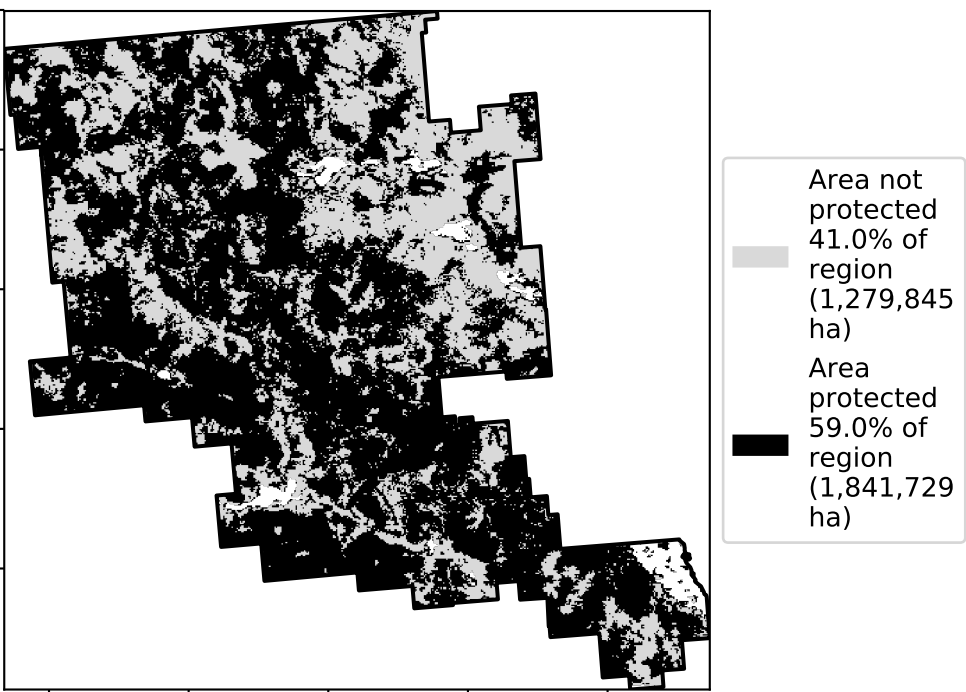 Area not
protected
41.0% of
region
(1,279,845
ha)
Area
protected
59.0% of
region
(1,841,729
ha)